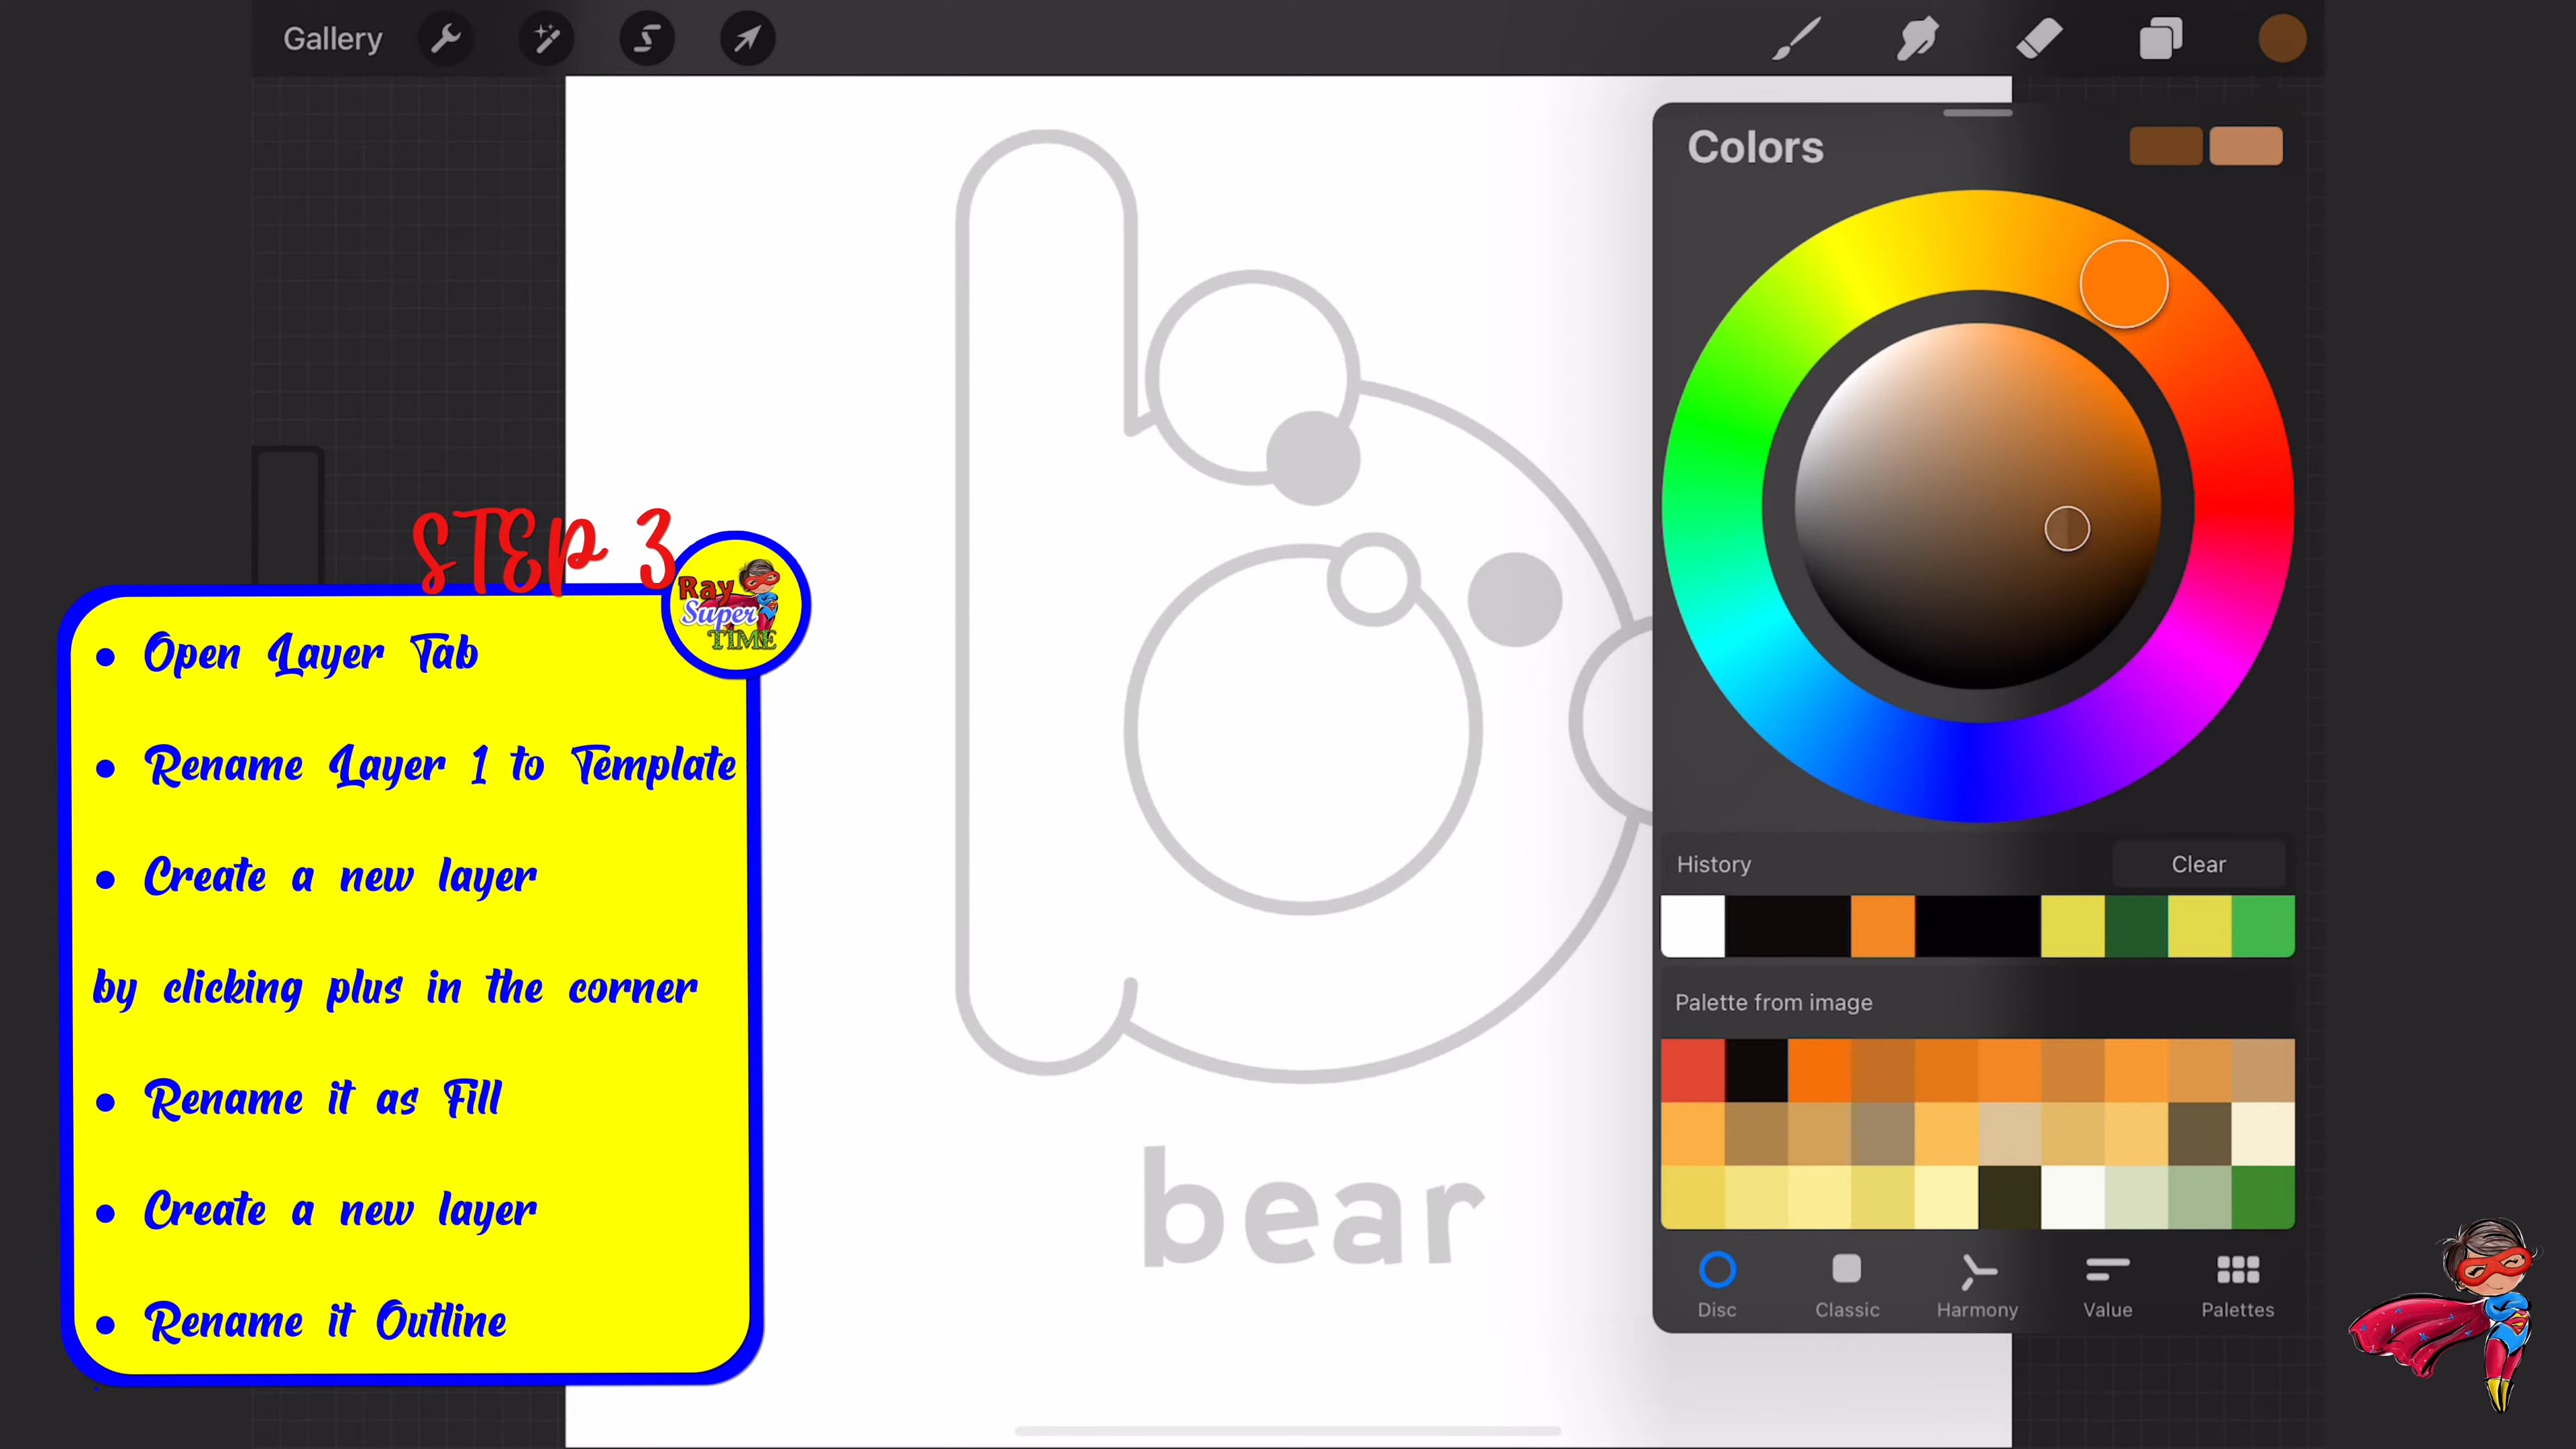 Gallery
Colors
STEP 3
Ray
Super
TIME
• Open Layer Tab
• Rename Layer 1 to Template
• Create a new layer
by clicking plus in the corner
• Rename it as Fill
• Create a new layer
• Rename it Outline
bear
History
Clear
Palette from image
Disc
Classic
Harmony
Value
Palettes